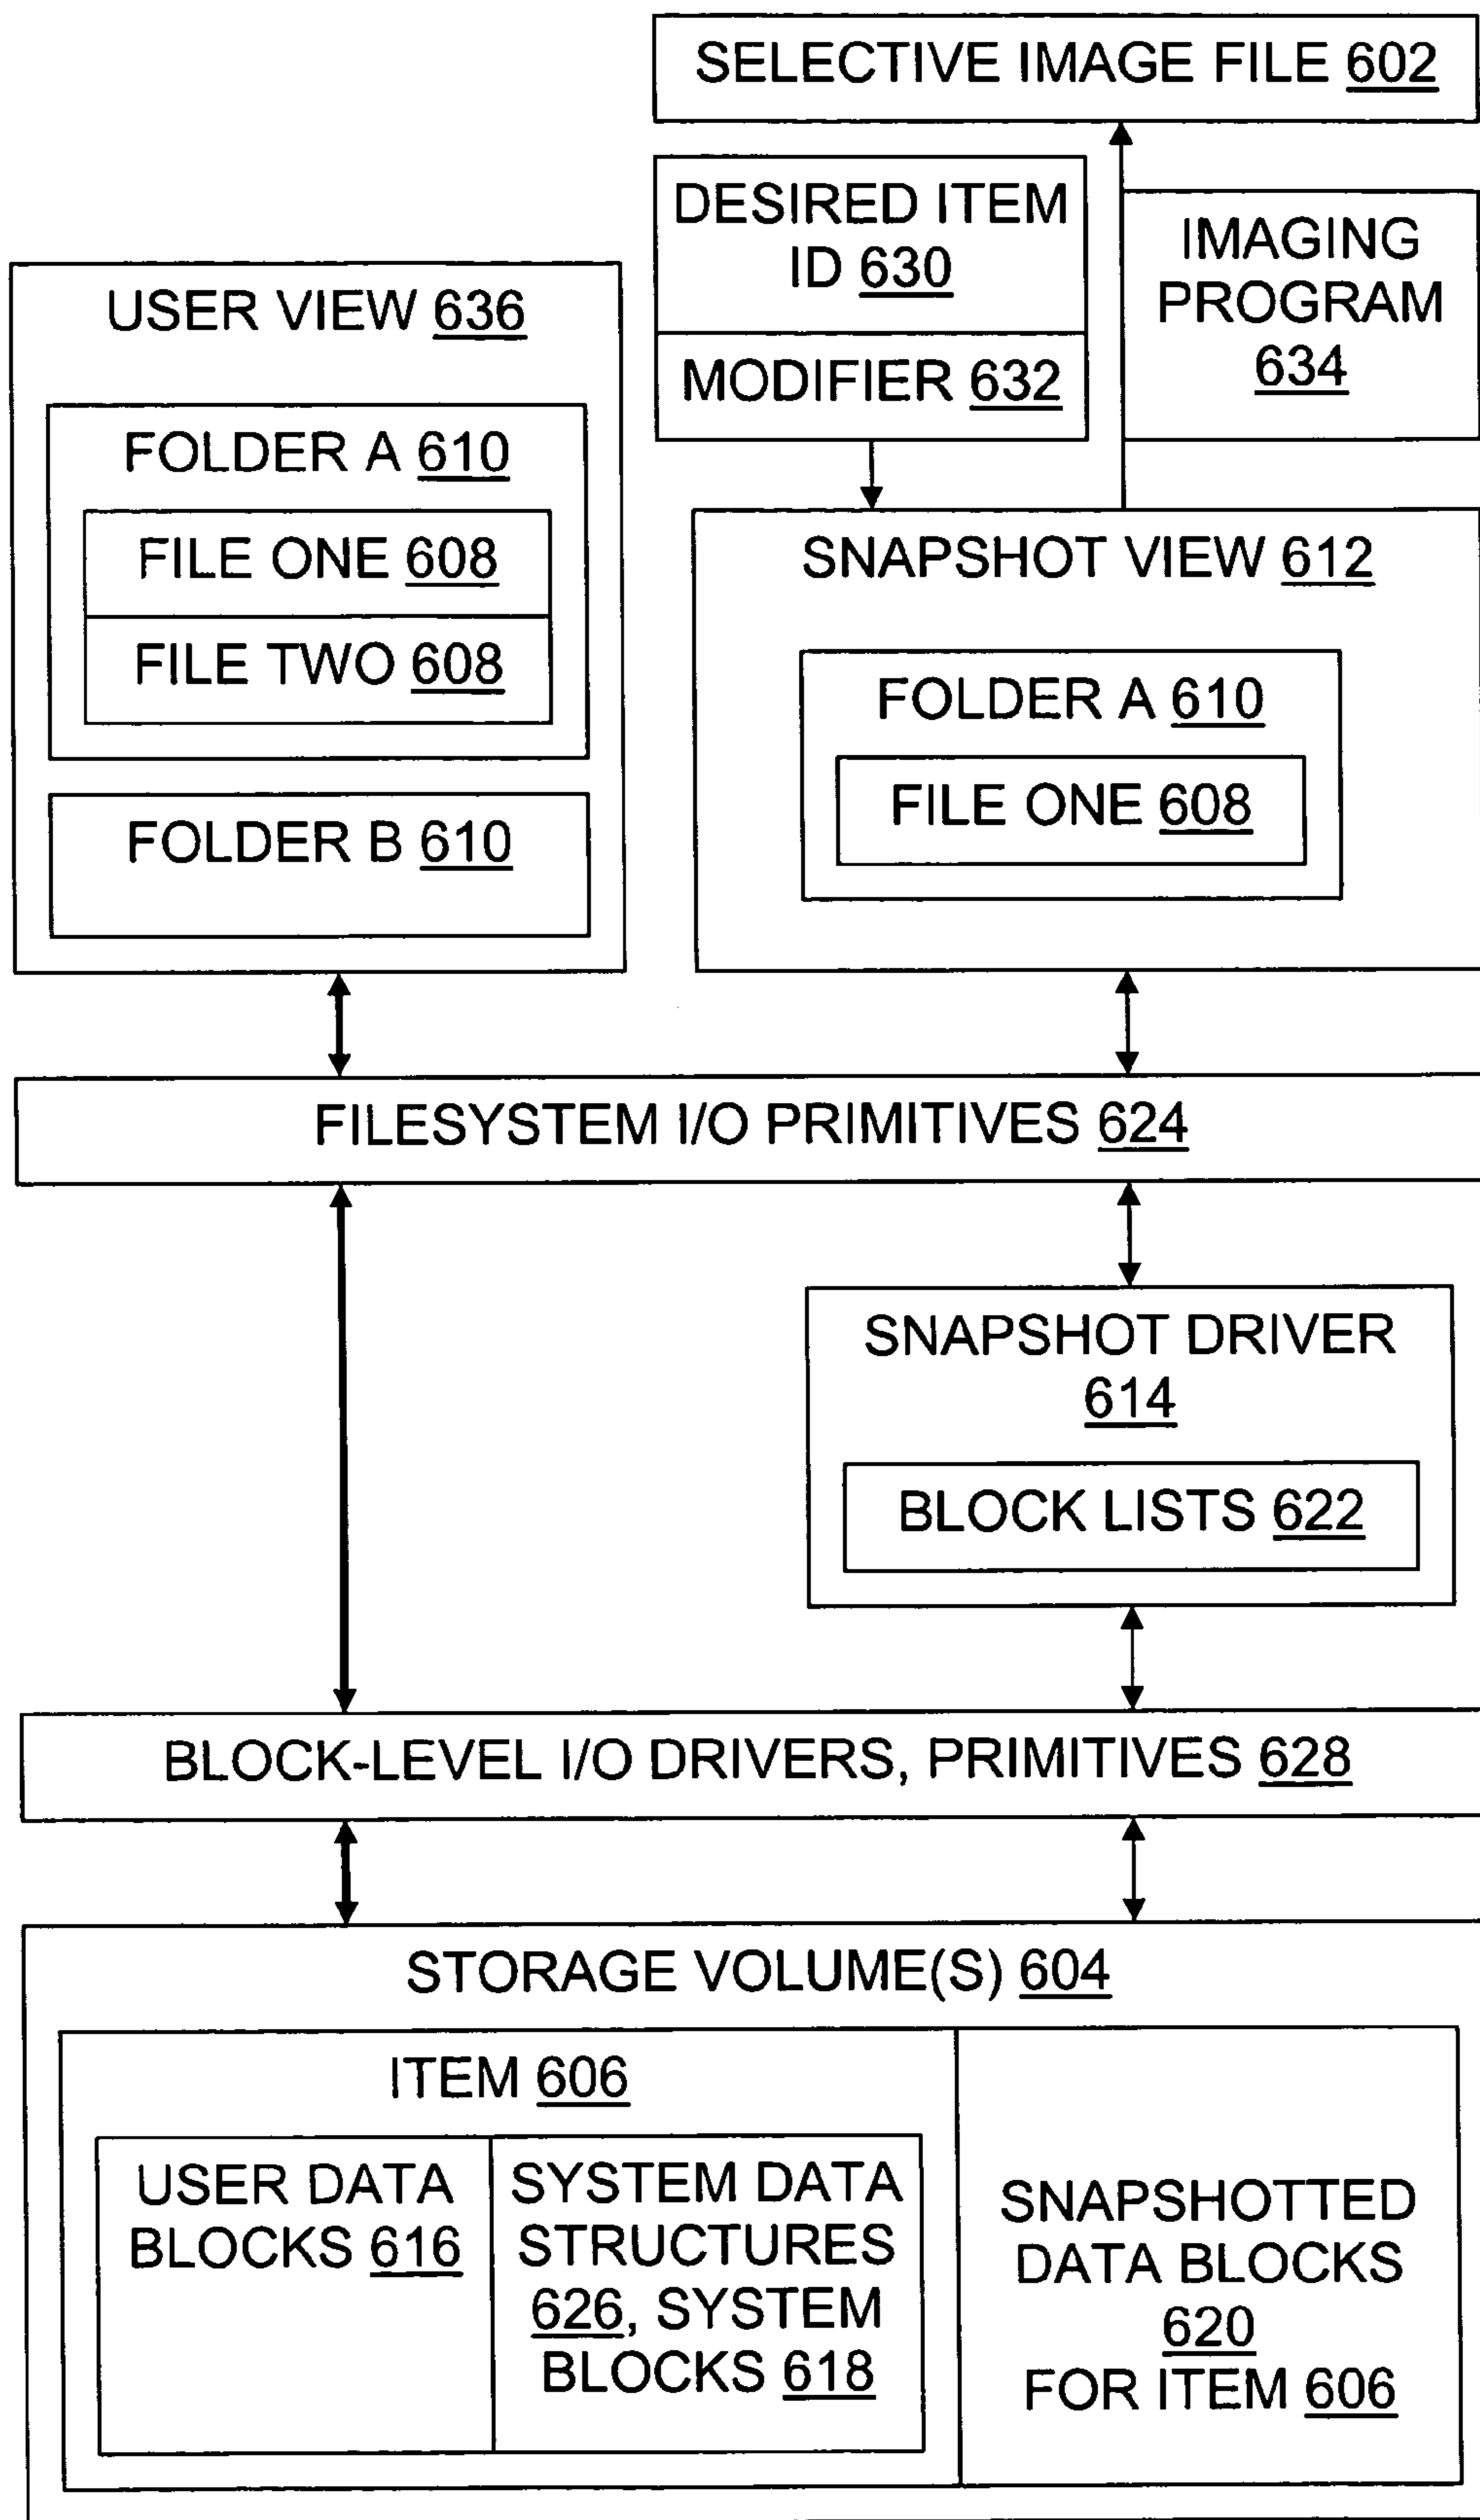 SELECTIVE IMAGE FILE 602
DESIRED ITEM
ID 630
MODIFIER 632
IMAGING
PROGRAM
634
USER VIEW 636
FOLDER A 610
FILE ONE 608
FILE TWO 608
FOLDER B 610
SNAPSHOT VIEW 612
FOLDER A 610
FILE ONE 608
FILESYSTEM I/O PRIMITIVES 624
SNAPSHOT DRIVER
614
BLOCK LISTS 622
BLOCK-LEVEL I/O DRIVERS, PRIMITIVES 628
STORAGE VOLUME(S) 604
ITEM 606
USER DATA
BLOCKS 616
SYSTEM DATA
STRUCTURES
626, SYSTEM
BLOCKS 618
SNAPSHOTTED
DATA BLOCKS
620
FOR ITEM 606